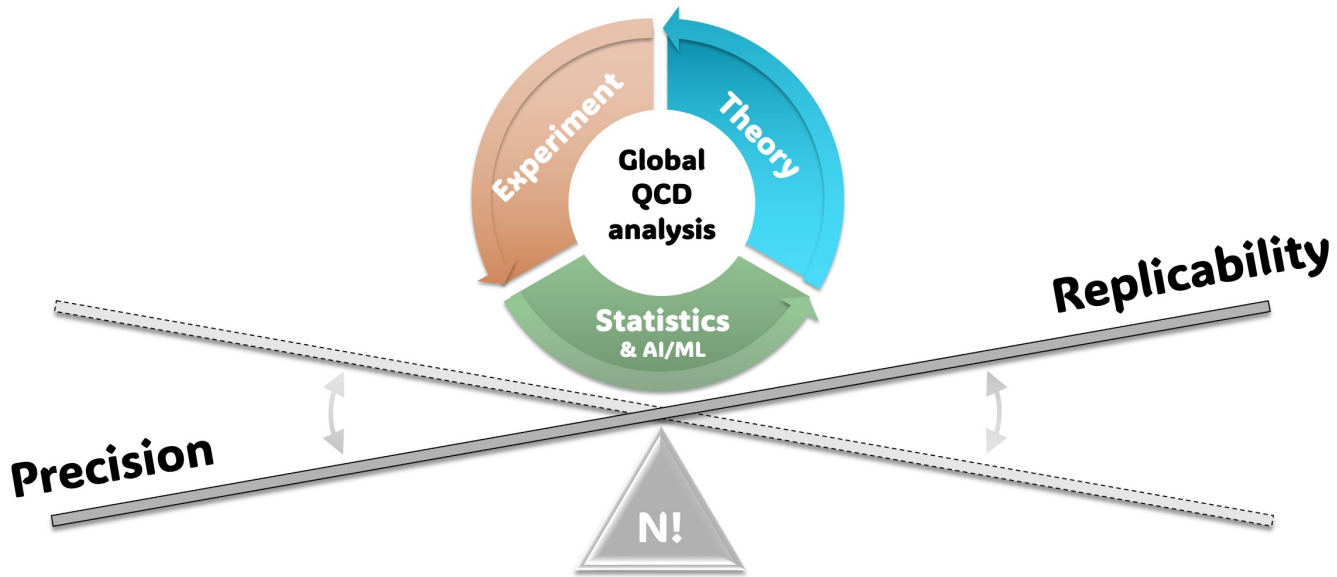 Experiment
Theory
Global
QCD
analysis
Statistics
& AI/ML
Replicability
Precision
N!